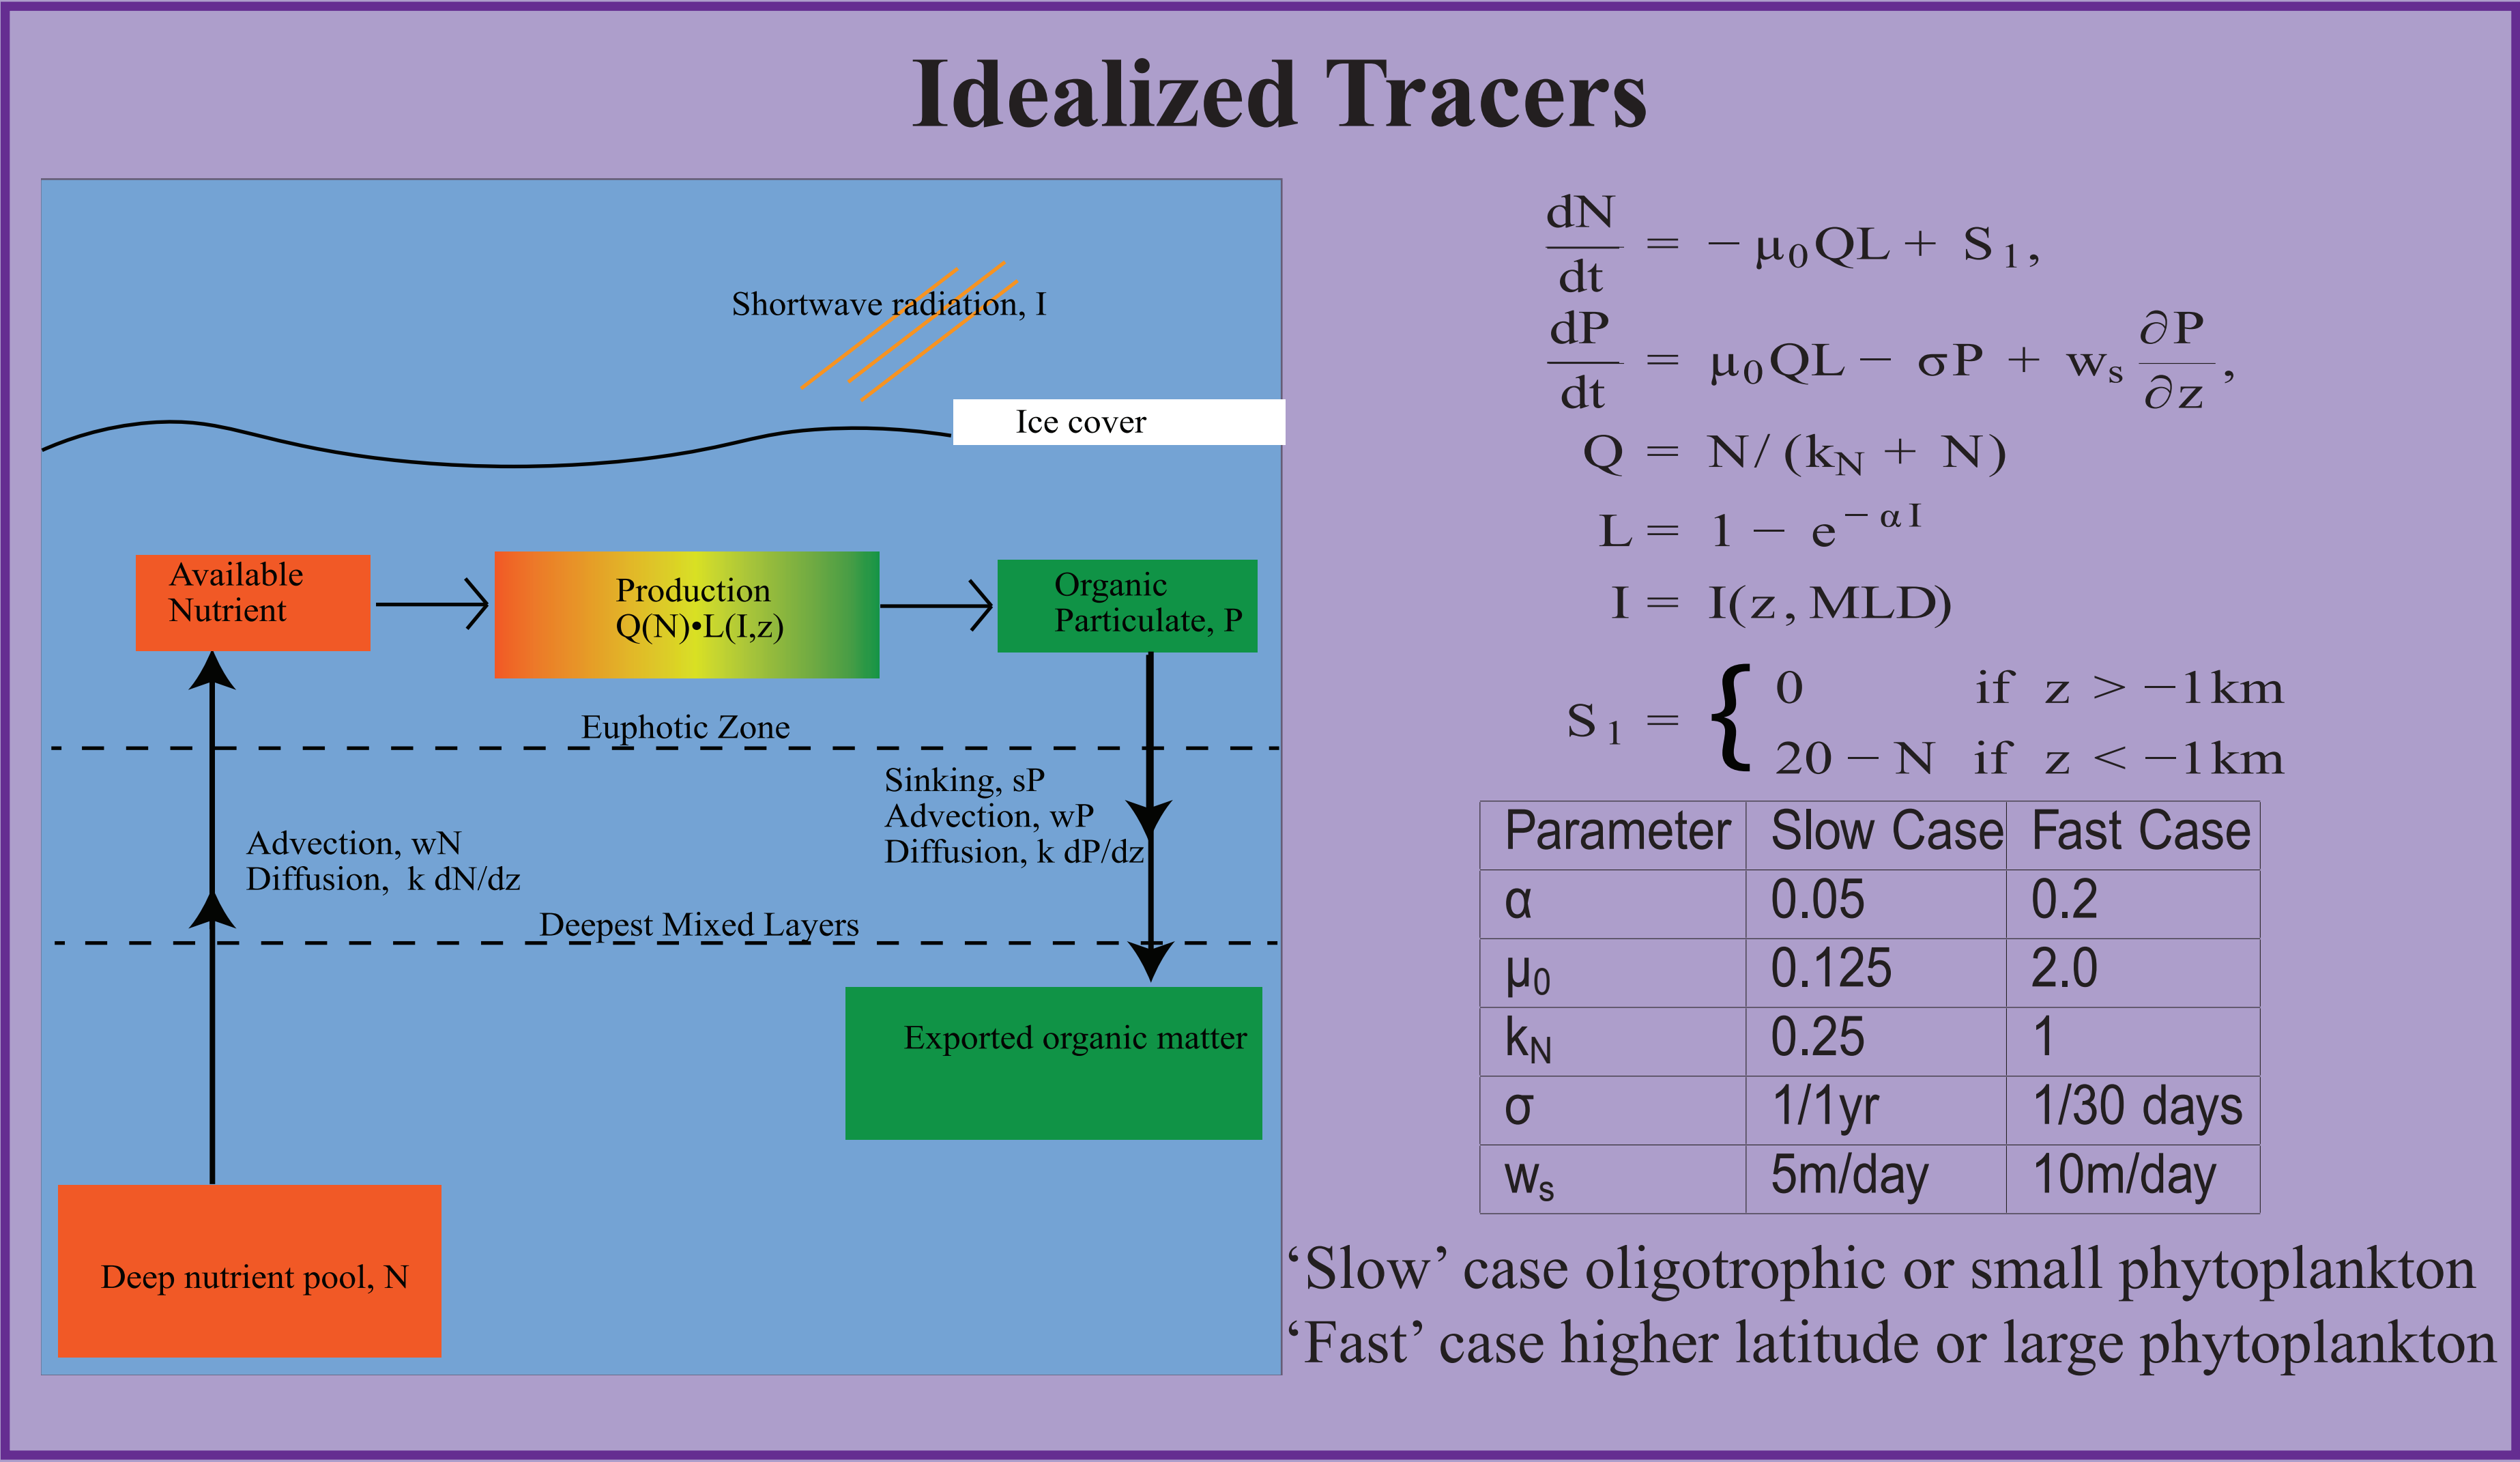 Idealized Tracers
Shortwave radiation, I
Ice cover
Available
Nutrient
Production
Q(N)•L(I,z)
Organic
Particulate, P
Euphotic Zone
Sinking, sP
Advection, wP
Diffusion, k dP/dz
Advection, wN
Diffusion, k dN/dz
Deepest Mixed Layers
Exported organic matter
Deep nutrient pool, N
dN/dt = − μ₀QL + S₁,
dP/dt = μ₀QL − σP + wₛ ∂P/∂z,
Q = N/(k_N + N)
L = 1 − e^(−αI)
I = I(z, MLD)
S₁ = { 0 if z > −1km
20 − N if z < −1km
Parameter Slow Case Fast Case
α 0.05 0.2
μ₀ 0.125 2.0
k_N 0.25 1
σ 1/1yr 1/30 days
wₛ 5m/day 10m/day
‘Slow’ case oligotrophic or small phytoplankton
‘Fast’ case higher latitude or large phytoplankton